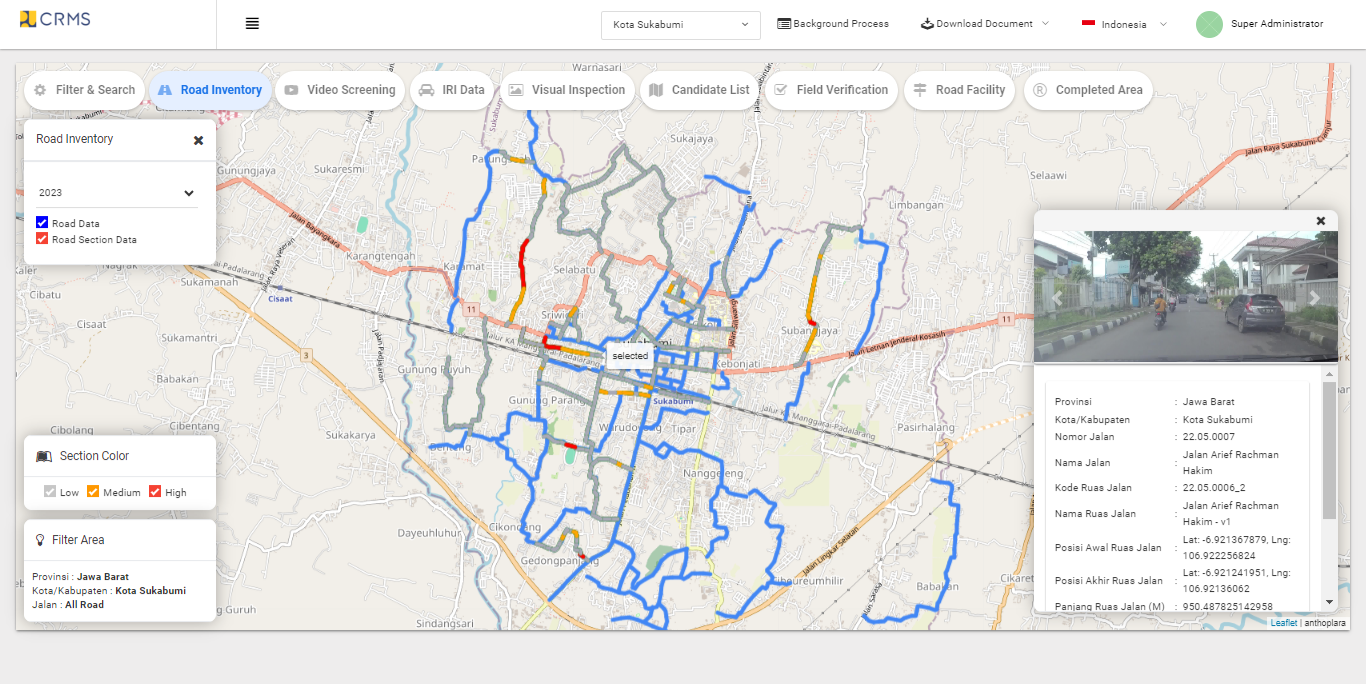 CRMS
Kota Sukabumi
Background Process
Download Document
Indonesia
Super Administrator
Filter & Search
Road Inventory
Video Screening
IRI Data
Visual Inspection
Candidate List
Field Verification
Road Facility
Completed Area
Road Inventory
2023
Road Data
Road Section Data
Section Color
Low
Medium
High
Filter Area
Provinsi : Jawa Barat
Kota/Kabupaten : Kota Sukabumi
Jalan : All Road
Warnasari
Sukajaya
Sukaresmi
Gunungjaya
Selaawi
Limbangan
Jalan Raya Sukabumi Cianjur
Jalan Bayangkara
Jalan Raya Veteran
Karangtengah
Karamat
Selabatu
Sukamanah
Cibatu
Cisaat
Cisaat
Sukamantri
Babakan
Cibolang
Cibentang
Sukakarya
Gunung Puyuh
Gunung Parang
11
3
11
selected
Subangjaya
Kebonjati
Jalan Letnan Jenderal Kosasih
Sukabumi
Tipar
Jalur KA Manggarai-Padalarang
Pasirhalang
Benteng
Nanggeleng
Dayeuhluhur
Cikondang
Gedongpanjang
Jalan Lingkar Selatan
Cibeureumhilir
Babakan
Sindangsari
Provinsi : Jawa Barat
Kota/Kabupaten : Kota Sukabumi
Nomor Jalan : 22.05.0007
Nama Jalan : Jalan Arief Rachman
Hakim
Kode Ruas Jalan : 22.05.0006_2
Nama Ruas Jalan : Jalan Arief Rachman
Hakim - v1
Posisi Awal Ruas Jalan : Lat: -6.921367879, Lng:
106.922256824
Posisi Akhir Ruas Jalan : Lat: -6.921241951, Lng:
106.92136062
Panjang Ruas Jalan (M) : 950.487825142958
Leaflet | anthoplara